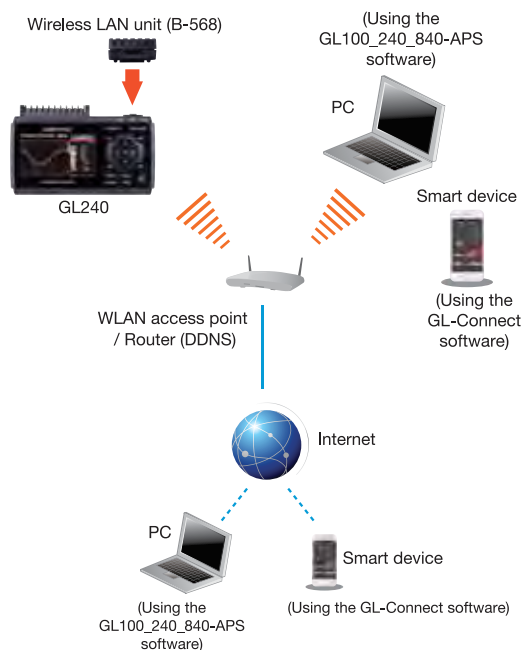 Wireless LAN unit (B-568)
(Using the
GL100_240_840-APS
software)
PC
GL240
Smart device
(Using the
GL-Connect
software)
WLAN access point
/ Router (DDNS)
Internet
PC
Smart device
(Using the
GL100_240_840-APS
software)
(Using the GL-Connect software)